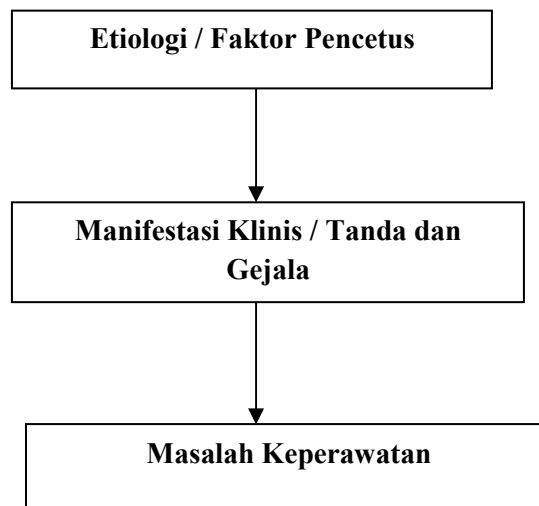 Etiologi / Faktor Pencetus
Manifestasi Klinis / Tanda dan
Gejala
Masalah Keperawatan